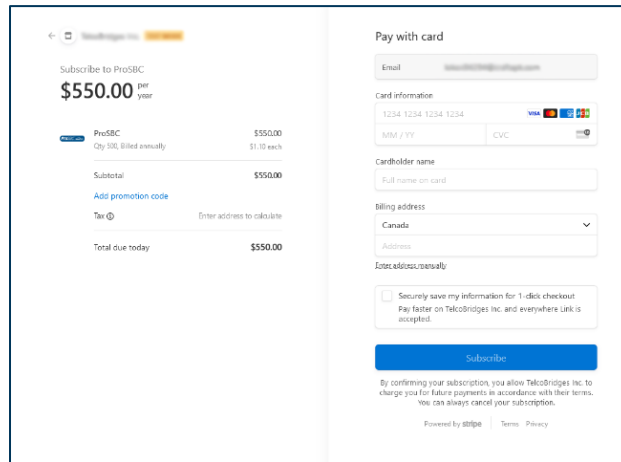 Subscribe to ProSBC
$550.00 per year
ProSBC $550.00
Qty 500, Billed annually $1.10 each
Subtotal $550.00
Add promotion code
Tax Enter address to calculate
Total due today $550.00
Pay with card
Email
Card information
1234 1234 1234 1234 VISA
MM / YY CVC
Cardholder name
Full name on card
Billing address
Canada
Address
Enter address manually
Securely save my information for 1-click checkout
Pay faster on TelcoBridges Inc. and everywhere Link is
accepted.
Subscribe
By confirming your subscription, you allow TelcoBridges Inc. to
charge you for future payments in accordance with their terms.
You can always cancel your subscription.
Powered by stripe Terms Privacy